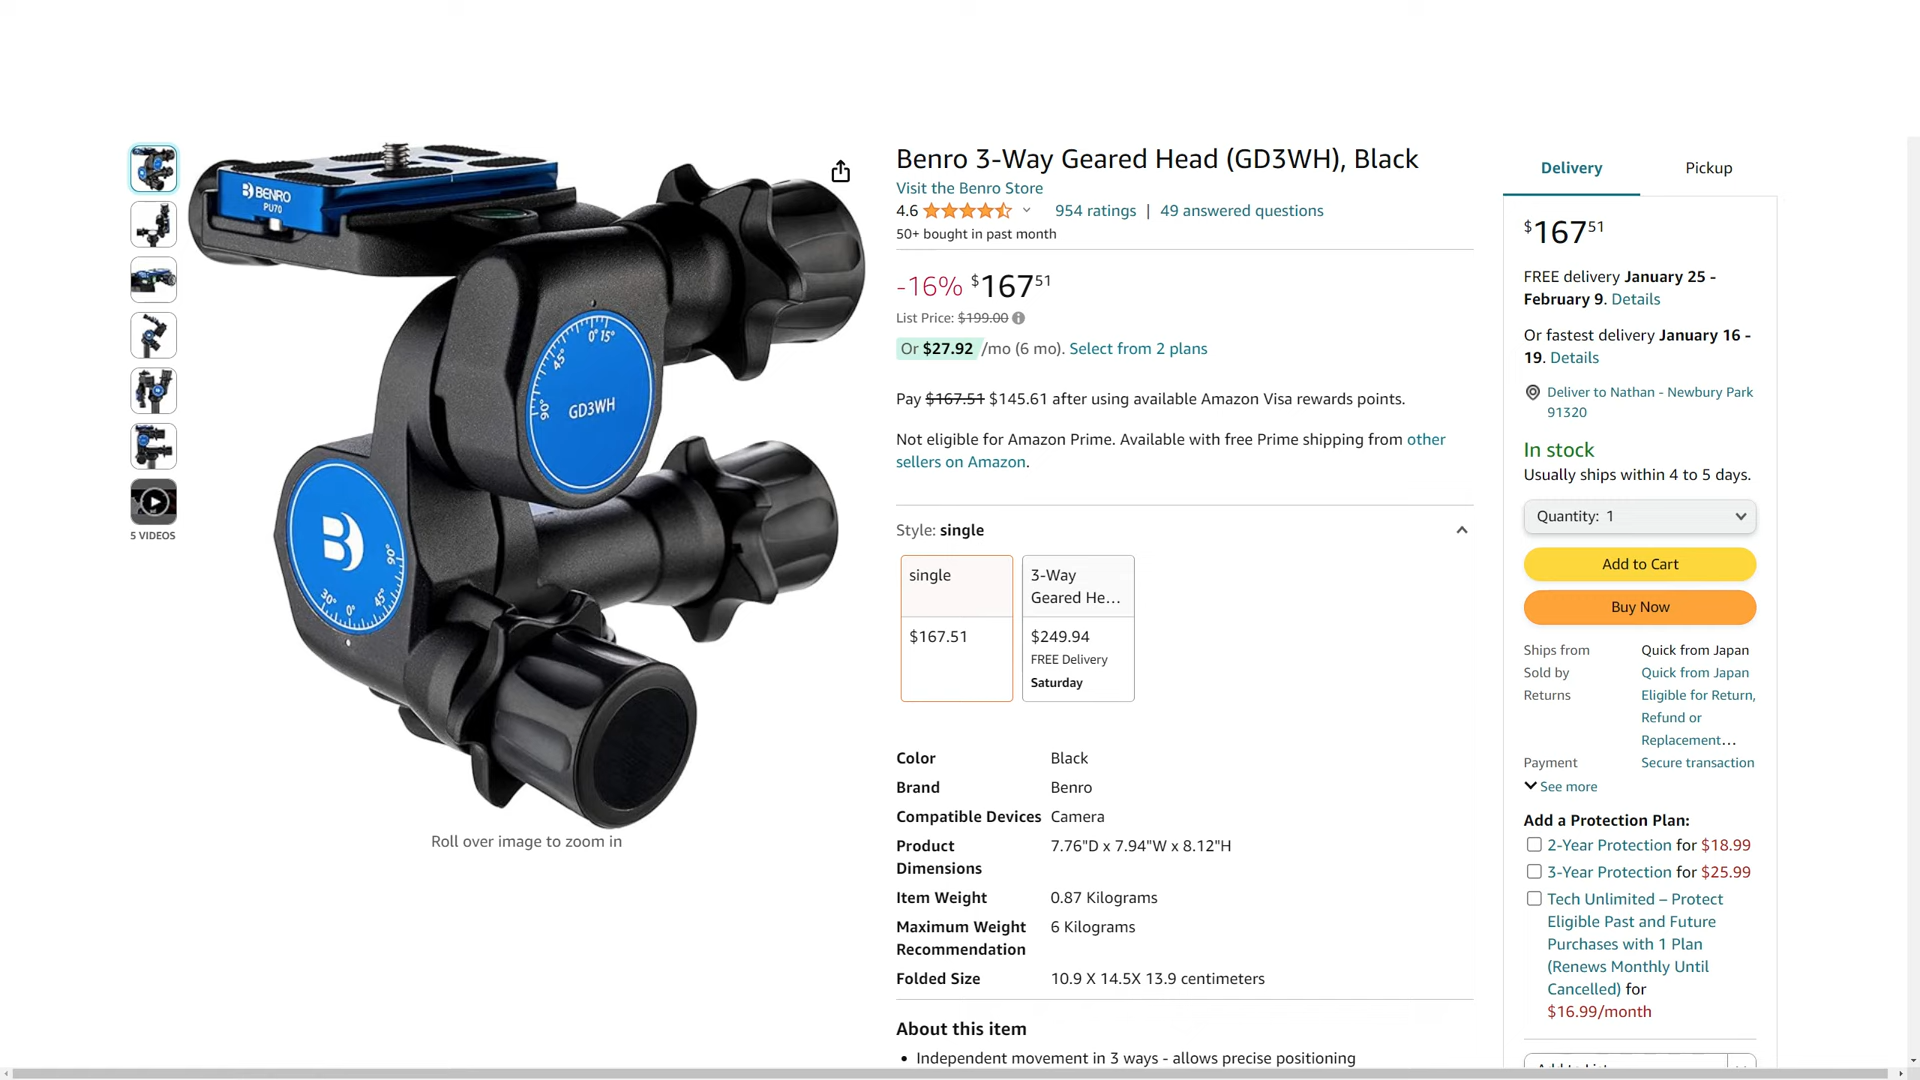 BENRO
PU70
0° 15°
45°
90°
GD3WH
B
90°
45°
0°
30°
5 VIDEOS
Roll over image to zoom in
Benro 3-Way Geared Head (GD3WH), Black
Visit the Benro Store
4.6 954 ratings | 49 answered questions
50+ bought in past month
-16% $167 51
List Price: $199.00
Or $27.92 /mo (6 mo). Select from 2 plans
Pay $167.51 $145.61 after using available Amazon Visa rewards points.
Not eligible for Amazon Prime. Available with free Prime shipping from other
sellers on Amazon.
Style: single
single
$167.51
3-Way
Geared He...
$249.94
FREE Delivery
Saturday
Color Black
Brand Benro
Compatible Devices Camera
Product Dimensions 7.76"D x 7.94"W x 8.12"H
Item Weight 0.87 Kilograms
Maximum Weight Recommendation 6 Kilograms
Folded Size 10.9 X 14.5X 13.9 centimeters
About this item
• Independent movement in 3 ways - allows precise positioning
Delivery Pickup
$167 51
FREE delivery January 25 -
February 9. Details
Or fastest delivery January 16 -
19. Details
Deliver to Nathan - Newbury Park
91320
In stock
Usually ships within 4 to 5 days.
Quantity: 1
Add to Cart
Buy Now
Ships from Quick from Japan
Sold by Quick from Japan
Returns Eligible for Return,
Refund or
Replacement...
Payment Secure transaction
See more
Add a Protection Plan:
2-Year Protection for $18.99
3-Year Protection for $25.99
Tech Unlimited – Protect
Eligible Past and Future
Purchases with 1 Plan
(Renews Monthly Until
Cancelled) for
$16.99/month